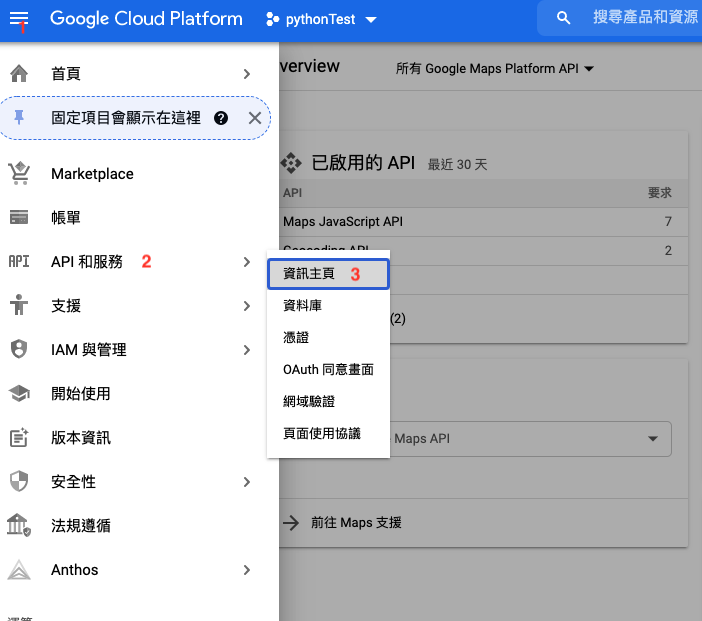 1
Google Cloud Platform
pythonTest
搜尋產品和資源
首頁
固定項目會顯示在這裡
Marketplace
帳單
API API 和服務 2
支援
IAM 與管理
開始使用
版本資訊
安全性
法規遵循
Anthos
資訊主頁 3
資料庫
憑證
OAuth 同意畫面
網域驗證
頁面使用協議
verview
所有 Google Maps Platform API
已啟用的 API 最近 30 天
API 要求
Maps JavaScript API 7
Geocoding API 2
(2)
Maps API
前往 Maps 支援